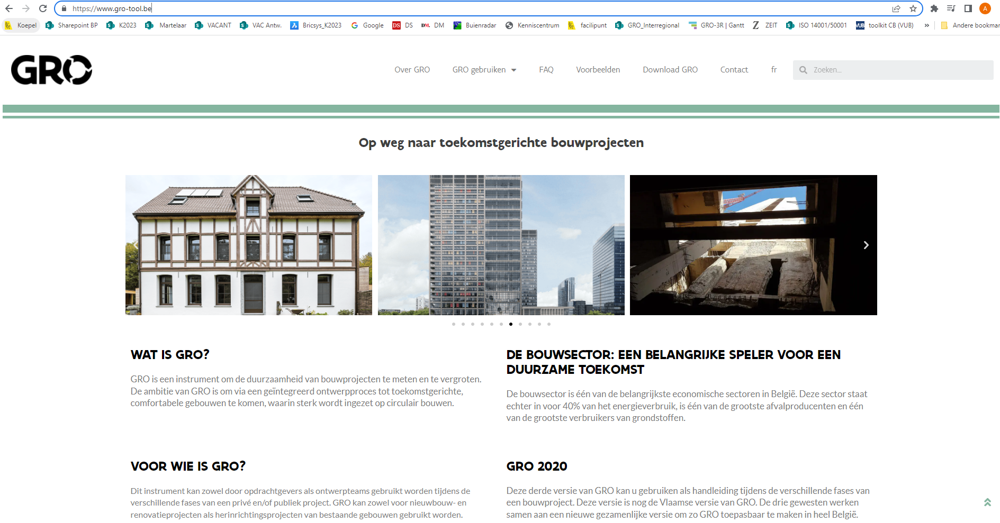 https://www.gro-tool.be
Koepel Sharepoint BP K2023 Martelaar VACANT VAC Antw. Bricsys_K2023 Google DS DS DM. DM Buienradar Kenniscentrum facilipunt GRO_Interregional GRO-3R | Gantt ZEIT ISO 14001/50001 VUB toolkit CB (VUB) » Andere bookmar
A
GRO
Over GRO GRO gebruiken FAQ Voorbeelden Download GRO Contact fr Zoeken...
Op weg naar toekomstgerichte bouwprojecten
WAT IS GRO?
GRO is een instrument om de duurzaamheid van bouwprojecten te meten en te vergroten.
De ambitie van GRO is om via een geïntegreerd ontwerpproces tot toekomstgerichte,
comfortabele gebouwen te komen, waarin sterk wordt ingezet op circulair bouwen.
DE BOUWSECTOR: EEN BELANGRIJKE SPELER VOOR EEN
DUURZAME TOEKOMST
De bouwsector is één van de belangrijkste economische sectoren in België. Deze sector staat
echter in voor 40% van het energieverbruik, is één van de grootste afvalproducenten en één
van de grootste verbruikers van grondstoffen.
VOOR WIE IS GRO?
Dit instrument kan zowel door opdrachtgevers als ontwerpteams gebruikt worden tijdens de
verschillende fases van een privé en/of publiek project. GRO kan zowel voor nieuwbouw- en
renovatieprojecten als herinrichtingsprojecten van bestaande gebouwen gebruikt worden.
GRO 2020
Deze derde versie van GRO kan u gebruiken als handleiding tijdens de verschillende fases van
een bouwproject. Deze versie is nog de Vlaamse versie van GRO. De drie gewesten werken
samen aan een nieuwe gezamenlijke versie om zo GRO toepasbaar te maken in heel België.